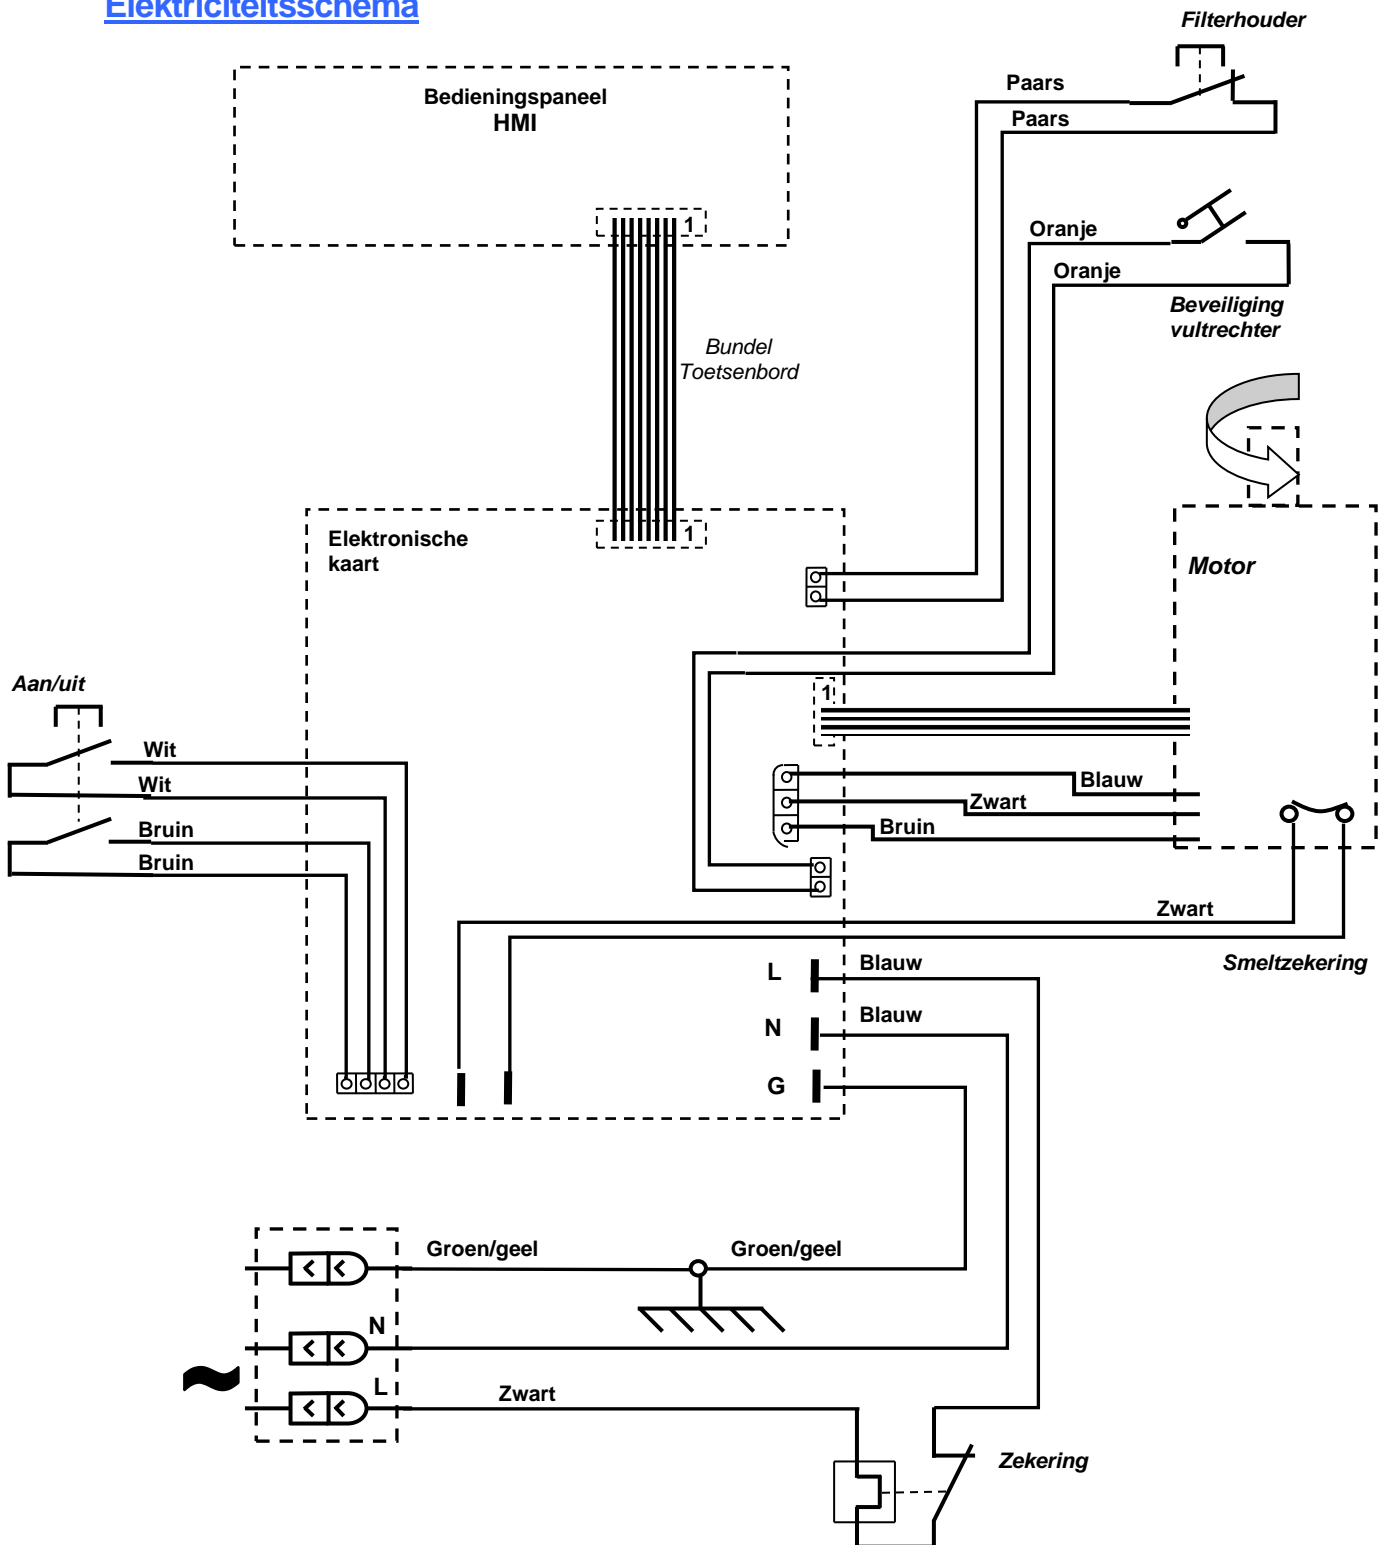 Elektriciteitsschema
Filterhouder
Bedieningspaneel
HMI
Paars
Paars
1
Oranje
Oranje
Beveiliging
vultrechter
Bundel
Toetsenbord
1
Elektronische
kaart
Motor
Aan/uit
1
Wit
Wit
Bruin
Bruin
Blauw
Zwart
Bruin
Zwart
Smeltzekering
L
Blauw
N
Blauw
G
Groen/geel
Groen/geel
N
L
Zwart
Zekering